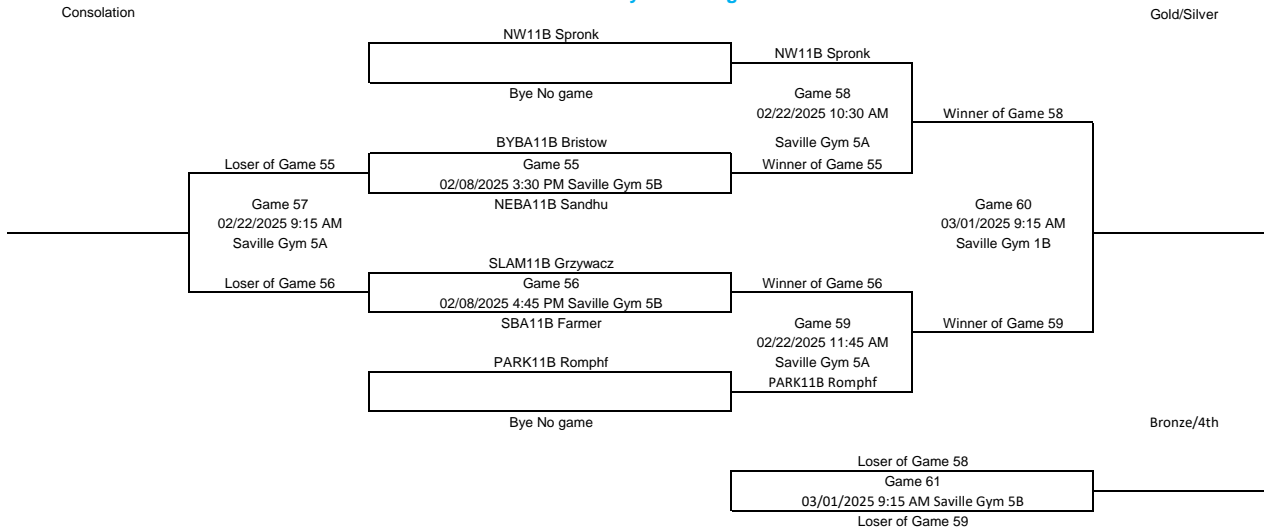 Consolation
Gold/Silver
NW11B Spronk
NW11B Spronk
Bye No game
Game 58
02/22/2025 10:30 AM
Winner of Game 58
BYBA11B Bristow
Saville Gym 5A
Loser of Game 55
Game 55
Winner of Game 55
02/08/2025 3:30 PM Saville Gym 5B
Game 57
NEBA11B Sandhu
Game 60
02/22/2025 9:15 AM
03/01/2025 9:15 AM
Saville Gym 5A
Saville Gym 1B
SLAM11B Grzywacz
Loser of Game 56
Game 56
Winner of Game 56
02/08/2025 4:45 PM Saville Gym 5B
SBA11B Farmer
Game 59
Winner of Game 59
02/22/2025 11:45 AM
PARK11B Romphf
Saville Gym 5A
PARK11B Romphf
Bye No game
Bronze/4th
Loser of Game 58
Game 61
03/01/2025 9:15 AM Saville Gym 5B
Loser of Game 59